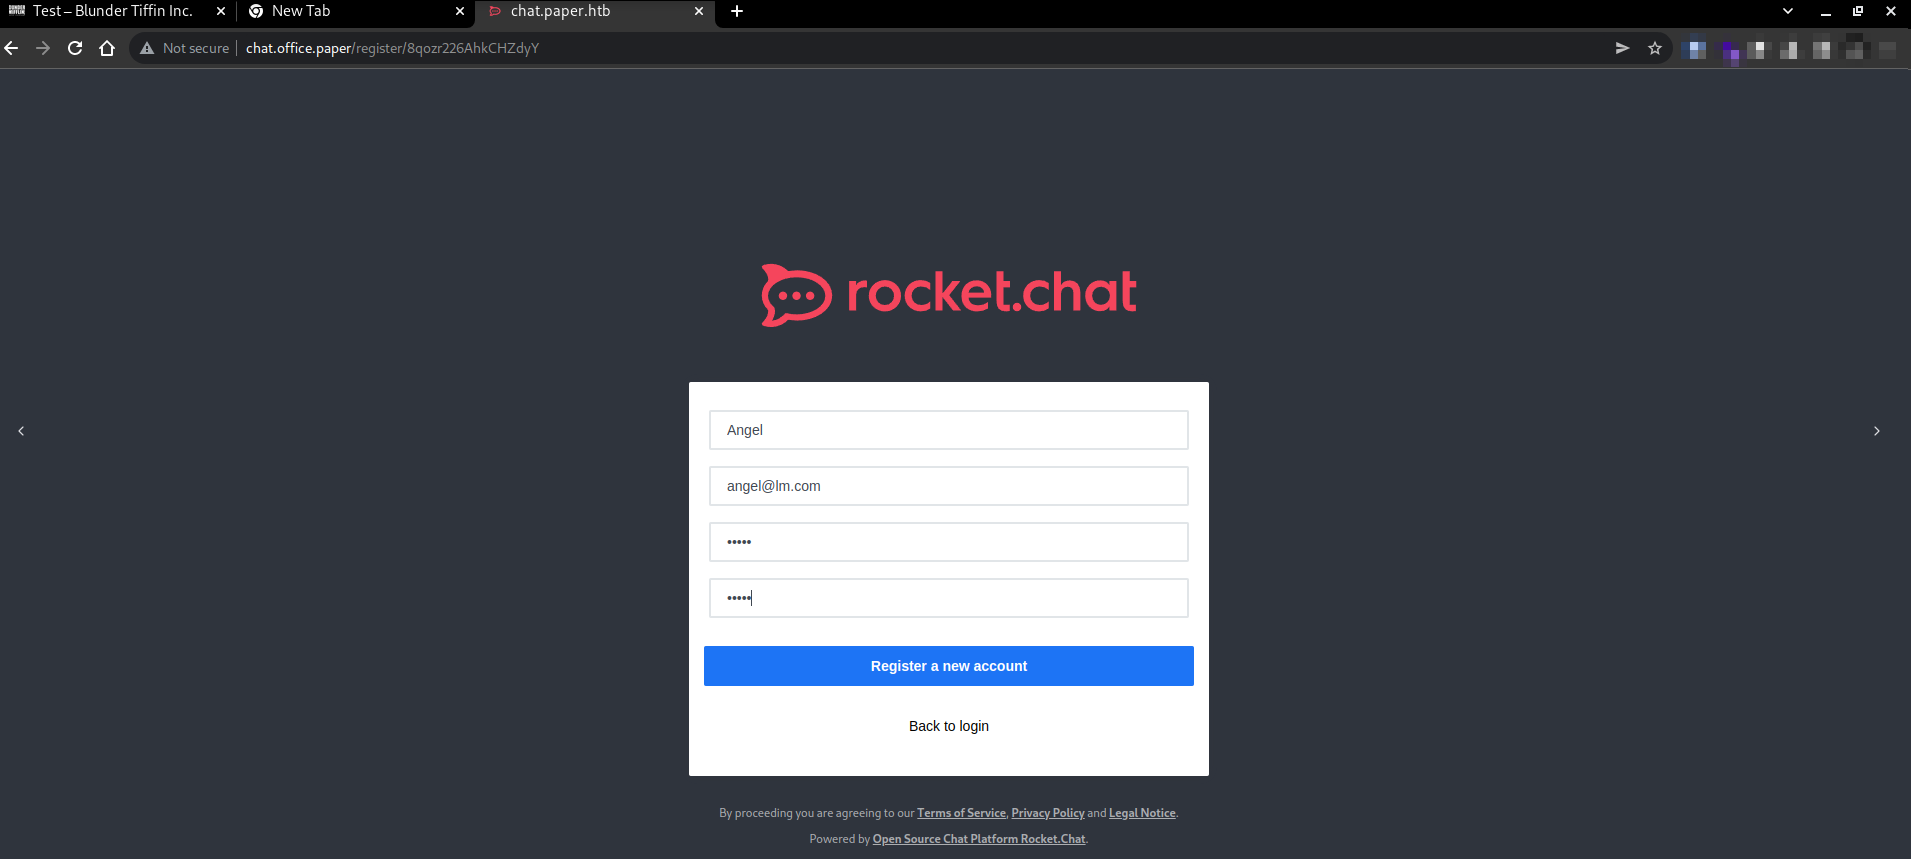 Test – Blunder Tiffin Inc.
New Tab
chat.paper.htb
Not secure
chat.office.paper/register/8qozr226AhkCHZdyY
rocket.chat
Angel
angel@lm.com
•••••
•••••
Register a new account
Back to login
By proceeding you are agreeing to our Terms of Service, Privacy Policy and Legal Notice.
Powered by Open Source Chat Platform Rocket.Chat.